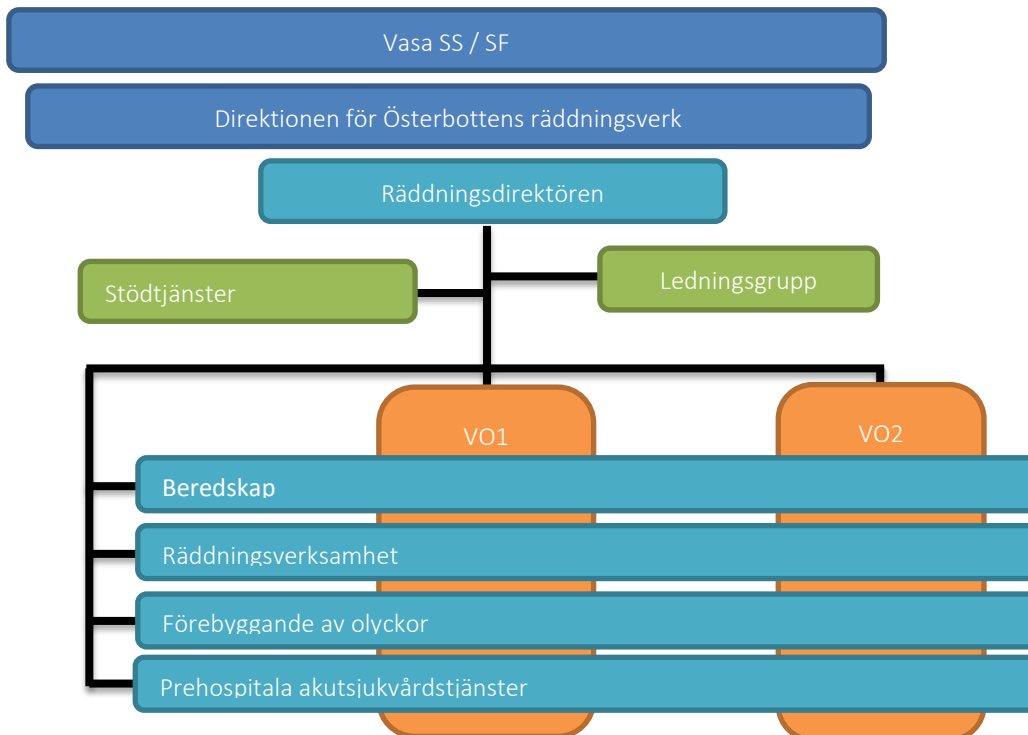 Vasa SS / SF
Direktionen för Österbottens räddningsverk
Räddningsdirektören
Stödtjänster
Ledningsgrupp
VO1
VO2
Beredskap
Räddningsverksamhet
Förebyggande av olyckor
Prehospitala akutsjukvårdstjänster